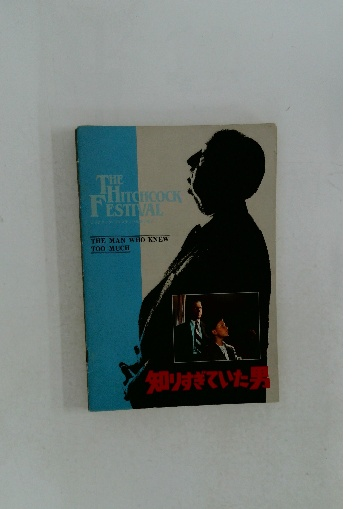 THE
HITCHCOCK
FESTIVAL
THE MAN WHO KNEW
TOO MUCH
知りすぎていた男